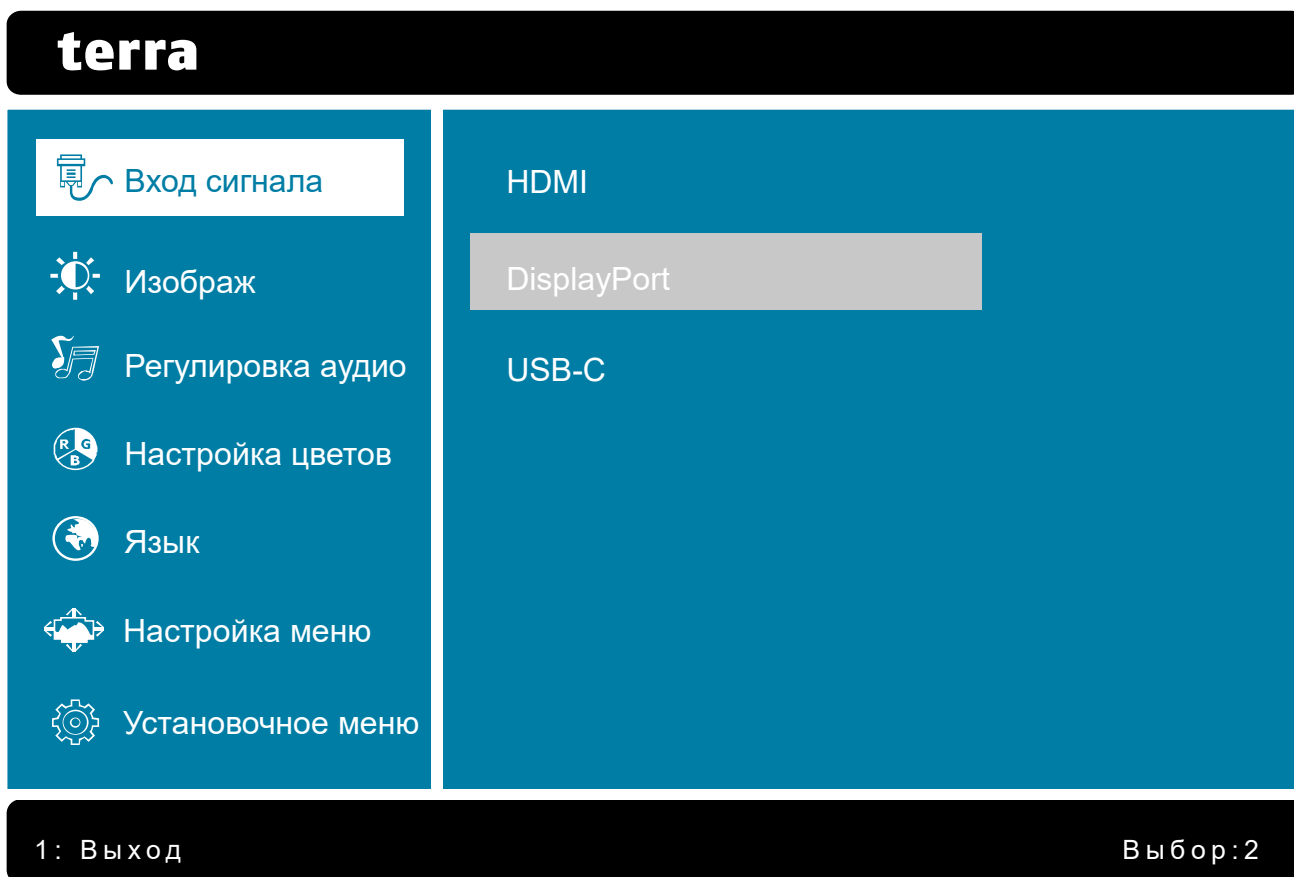 terra
Вход сигнала
Изображ
Регулировка аудио
R G B
Настройка цветов
Язык
Настройка меню
Установочное меню
HDMI
DisplayPort
USB-C
1: Выход
Выбор:2